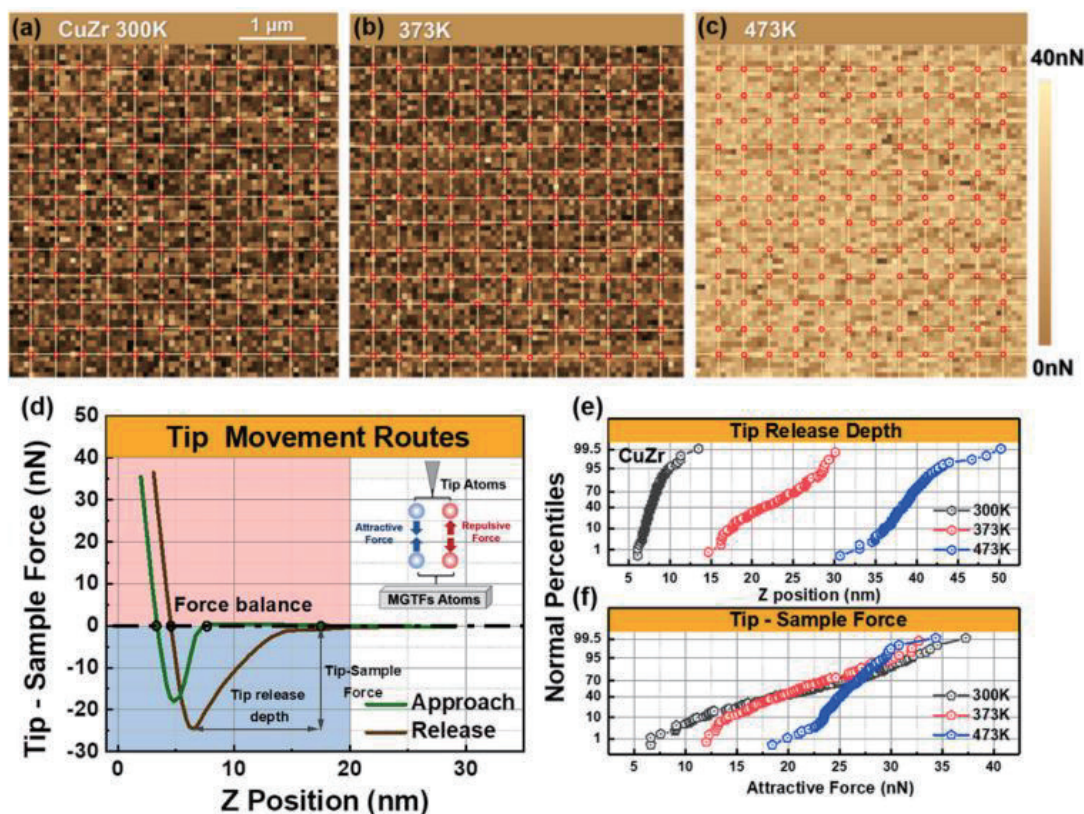 (a) CuZr 300K 1 μm
(b) 373K
(c) 473K
40nN
0nN
(d)
Tip Movement Routes
Tip - Sample Force (nN)
50
40
30
20
10
0
-10
-20
-30
Tip Atoms
Attractive
Force
Repulsive
Force
MGTFs Atoms
Force balance
Tip release
depth
Tip-Sample
Force
Approach
Release
0 10 20 30
Z Position (nm)
Normal Percentiles
(e)
Tip Release Depth
CuZr
99.5
95
70
40
10
1
300K
373K
473K
5 10 15 20 25 30 35 40 45 50
Z position (nm)
(f)
Tip - Sample Force
99.5
95
70
40
10
1
300K
373K
473K
5 10 15 20 25 30 35 40
Attractive Force (nN)